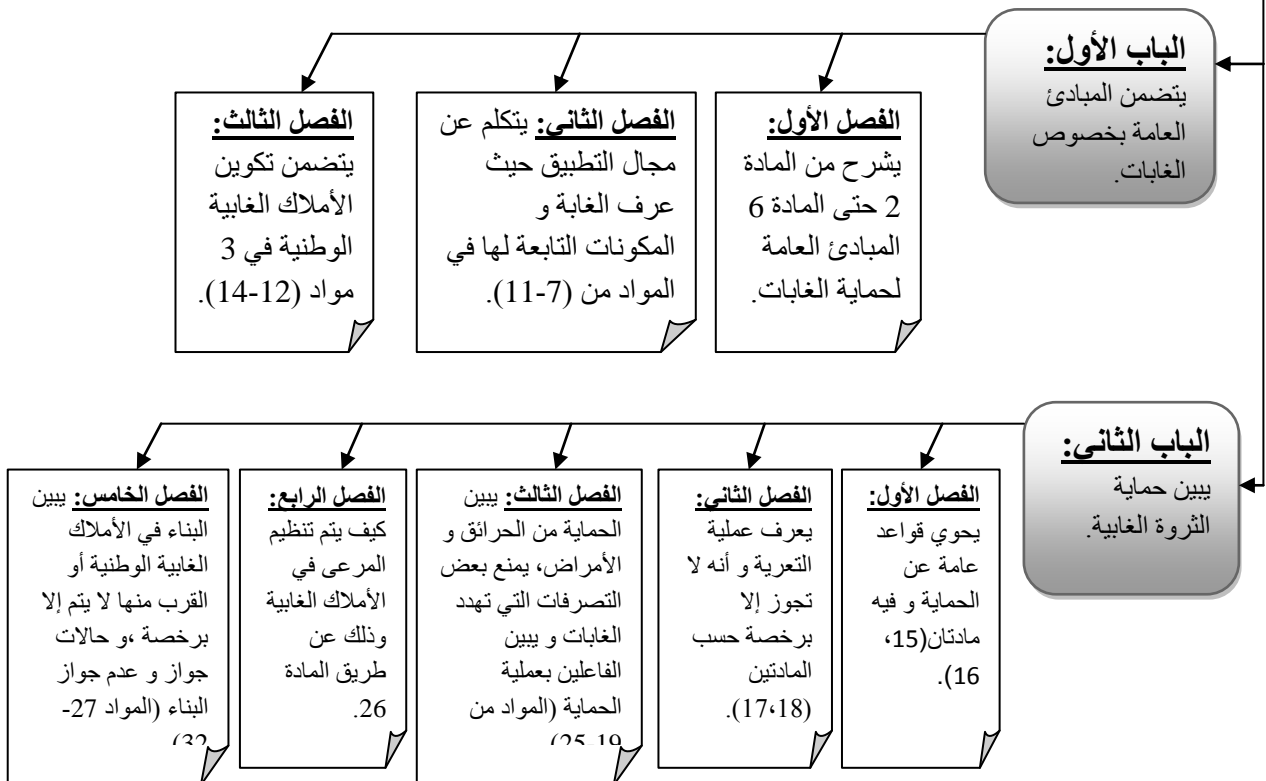 الباب الأول:
يتضمن المبادئ
العامة بخصوص
الغابات.
الفصل الأول:
يشرح من المادة
2 حتى المادة 6
المبادئ العامة
لحماية الغابات.
الفصل الثاني: يتكلم عن
مجال التطبيق حيث
عرف الغابة و
المكونات التابعة لها في
المواد من (7-11).
الفصل الثالث:
يتضمن تكوين
الأملاك الغابية
الوطنية في 3
مواد (12-14).
الباب الثاني:
يبين حماية
الثروة الغابية.
الفصل الأول:
يحوي قواعد
عامة عن
الحماية و فيه
مادتان(15،
16).
الفصل الثاني:
يعرف عملية
التعرية و أنه لا
تجوز إلا
برخصة حسب
المادتين
(17،18).
الفصل الثالث: يبين
الحماية من الحرائق و
الأمراض، يمنع بعض
التصرفات التي تهدد
الغابات و يبين
الفاعلين بعملية
الحماية (المواد من
19-25)
الفصل الرابع:
كيف يتم تنظيم
المرعى في
الأملاك الغابية
وذلك عن
طريق المادة
26.
الفصل الخامس: يبين
البناء في الأملاك
الغابية الوطنية أو
القرب منها لا يتم إلا
برخصة ،و حالات
جواز و عدم جواز
البناء (المواد 27-
32)